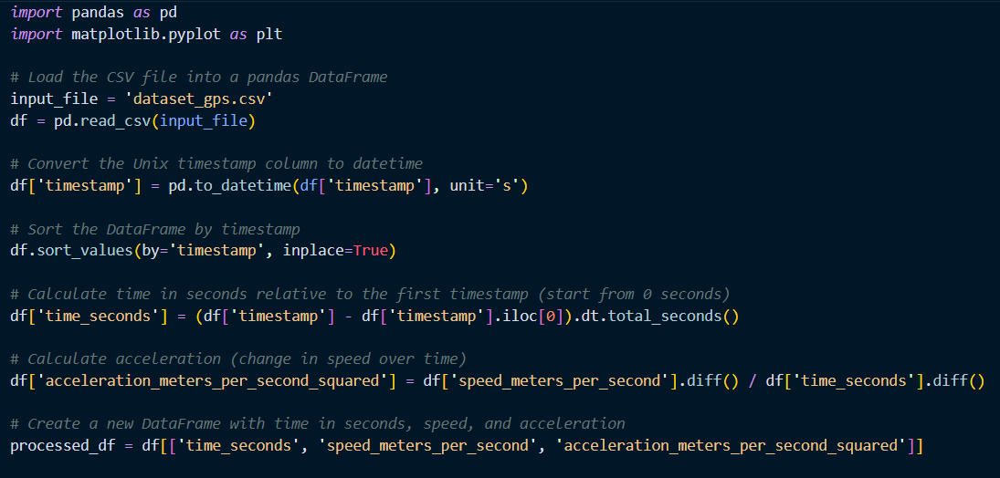 import pandas as pd
import matplotlib.pyplot as plt
# Load the CSV file into a pandas DataFrame
input_file = 'dataset_gps.csv'
df = pd.read_csv(input_file)
# Convert the Unix timestamp column to datetime
df['timestamp'] = pd.to_datetime(df['timestamp'], unit='s')
# Sort the DataFrame by timestamp
df.sort_values(by='timestamp', inplace=True)
# Calculate time in seconds relative to the first timestamp (start from 0 seconds)
df['time_seconds'] = (df['timestamp'] - df['timestamp'].iloc[0]).dt.total_seconds()
# Calculate acceleration (change in speed over time)
df['acceleration_meters_per_second_squared'] = df['speed_meters_per_second'].diff() / df['time_seconds'].diff()
# Create a new DataFrame with time in seconds, speed, and acceleration
processed_df = df[['time_seconds', 'speed_meters_per_second', 'acceleration_meters_per_second_squared']]